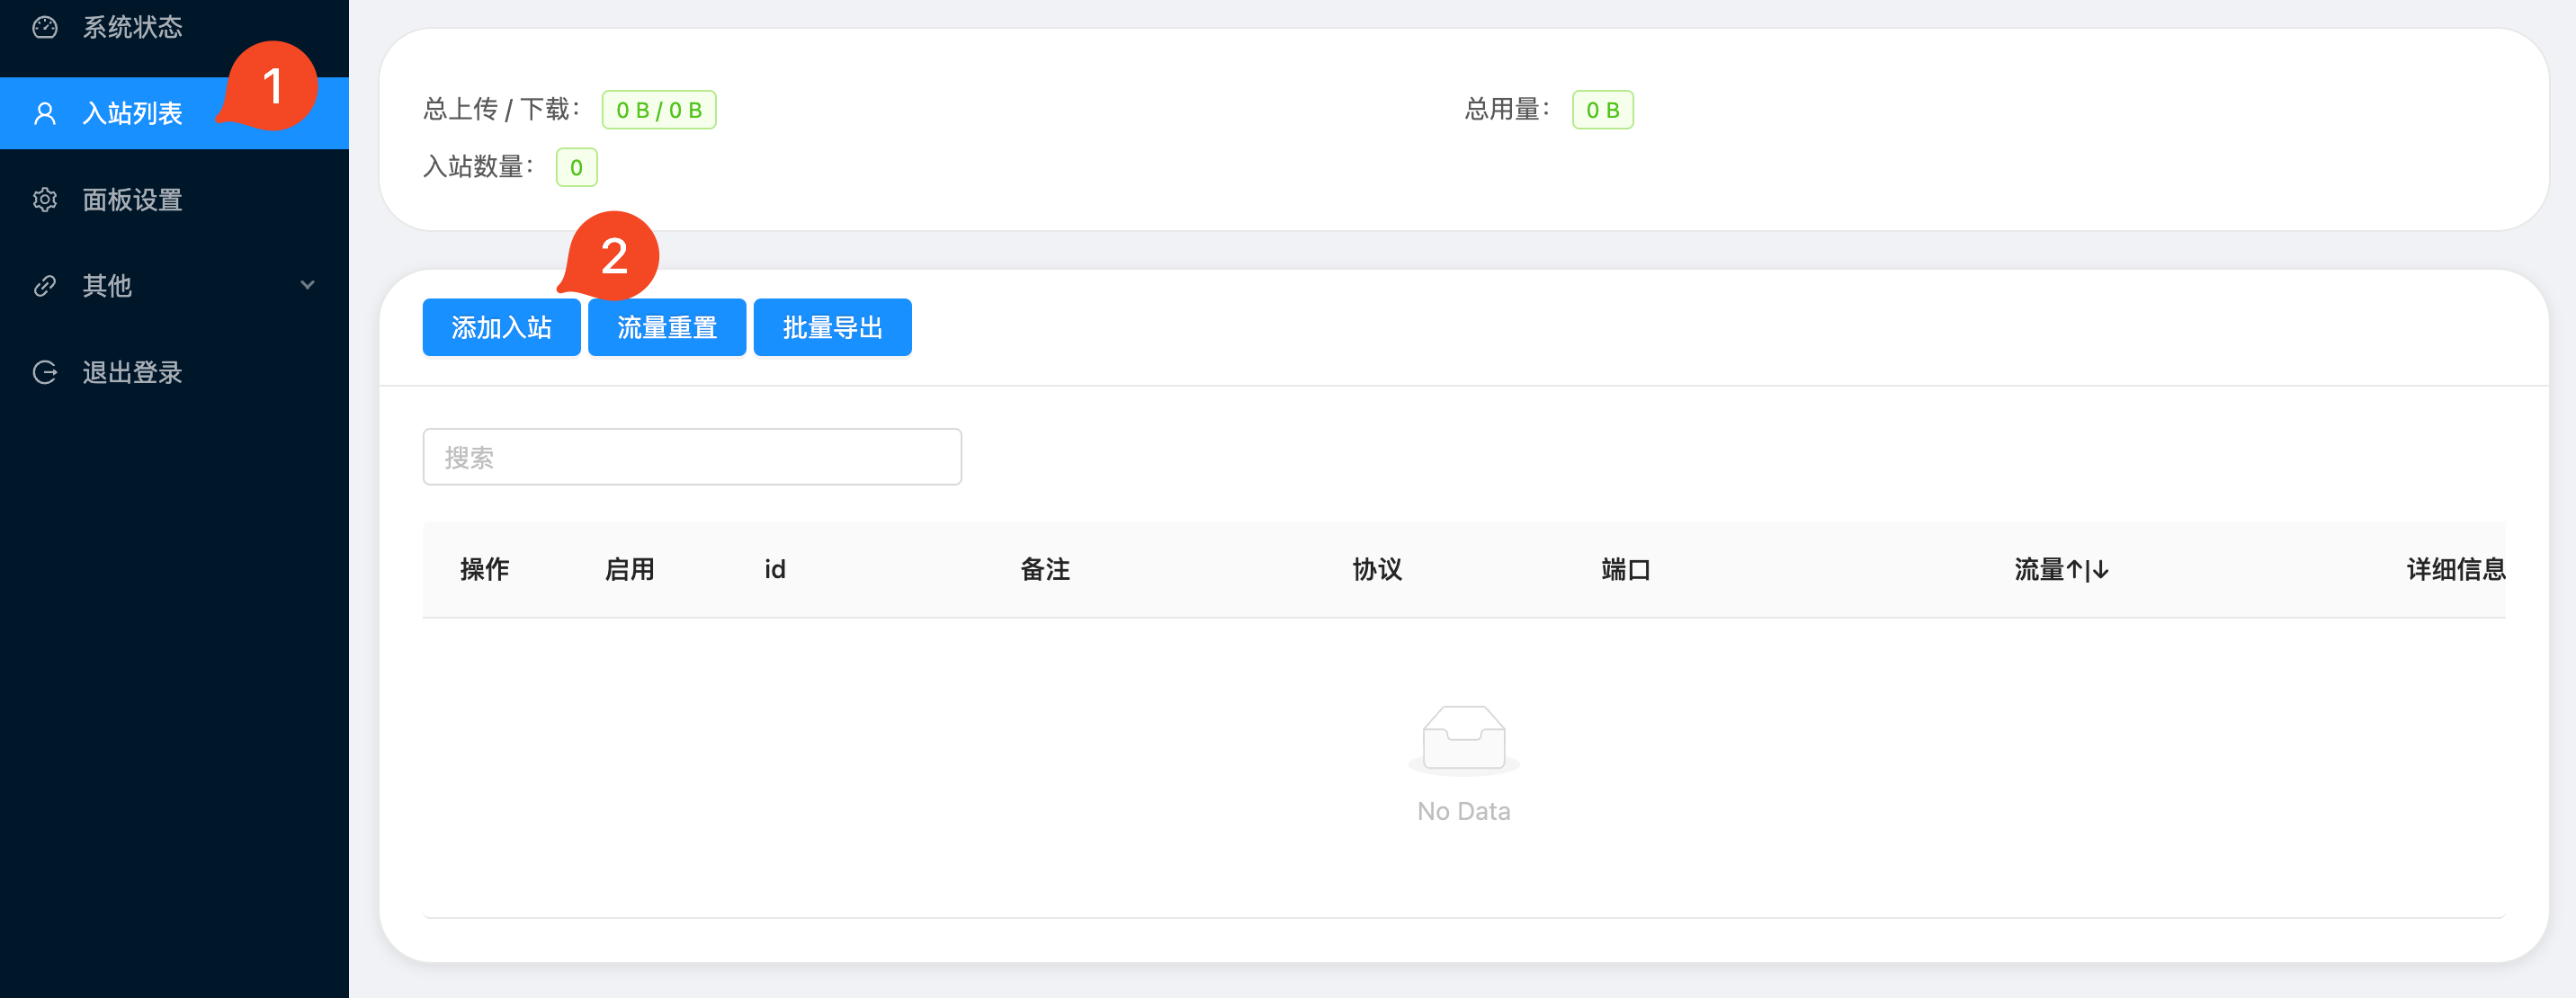 系统状态
入站列表
1
面板设置
其他
退出登录
总上传 / 下载： 0 B / 0 B
总用量： 0 B
入站数量： 0
2
添加入站 流量重置 批量导出
搜索
操作 启用 id 备注 协议 端口 流量↑|↓ 详细信息
No Data